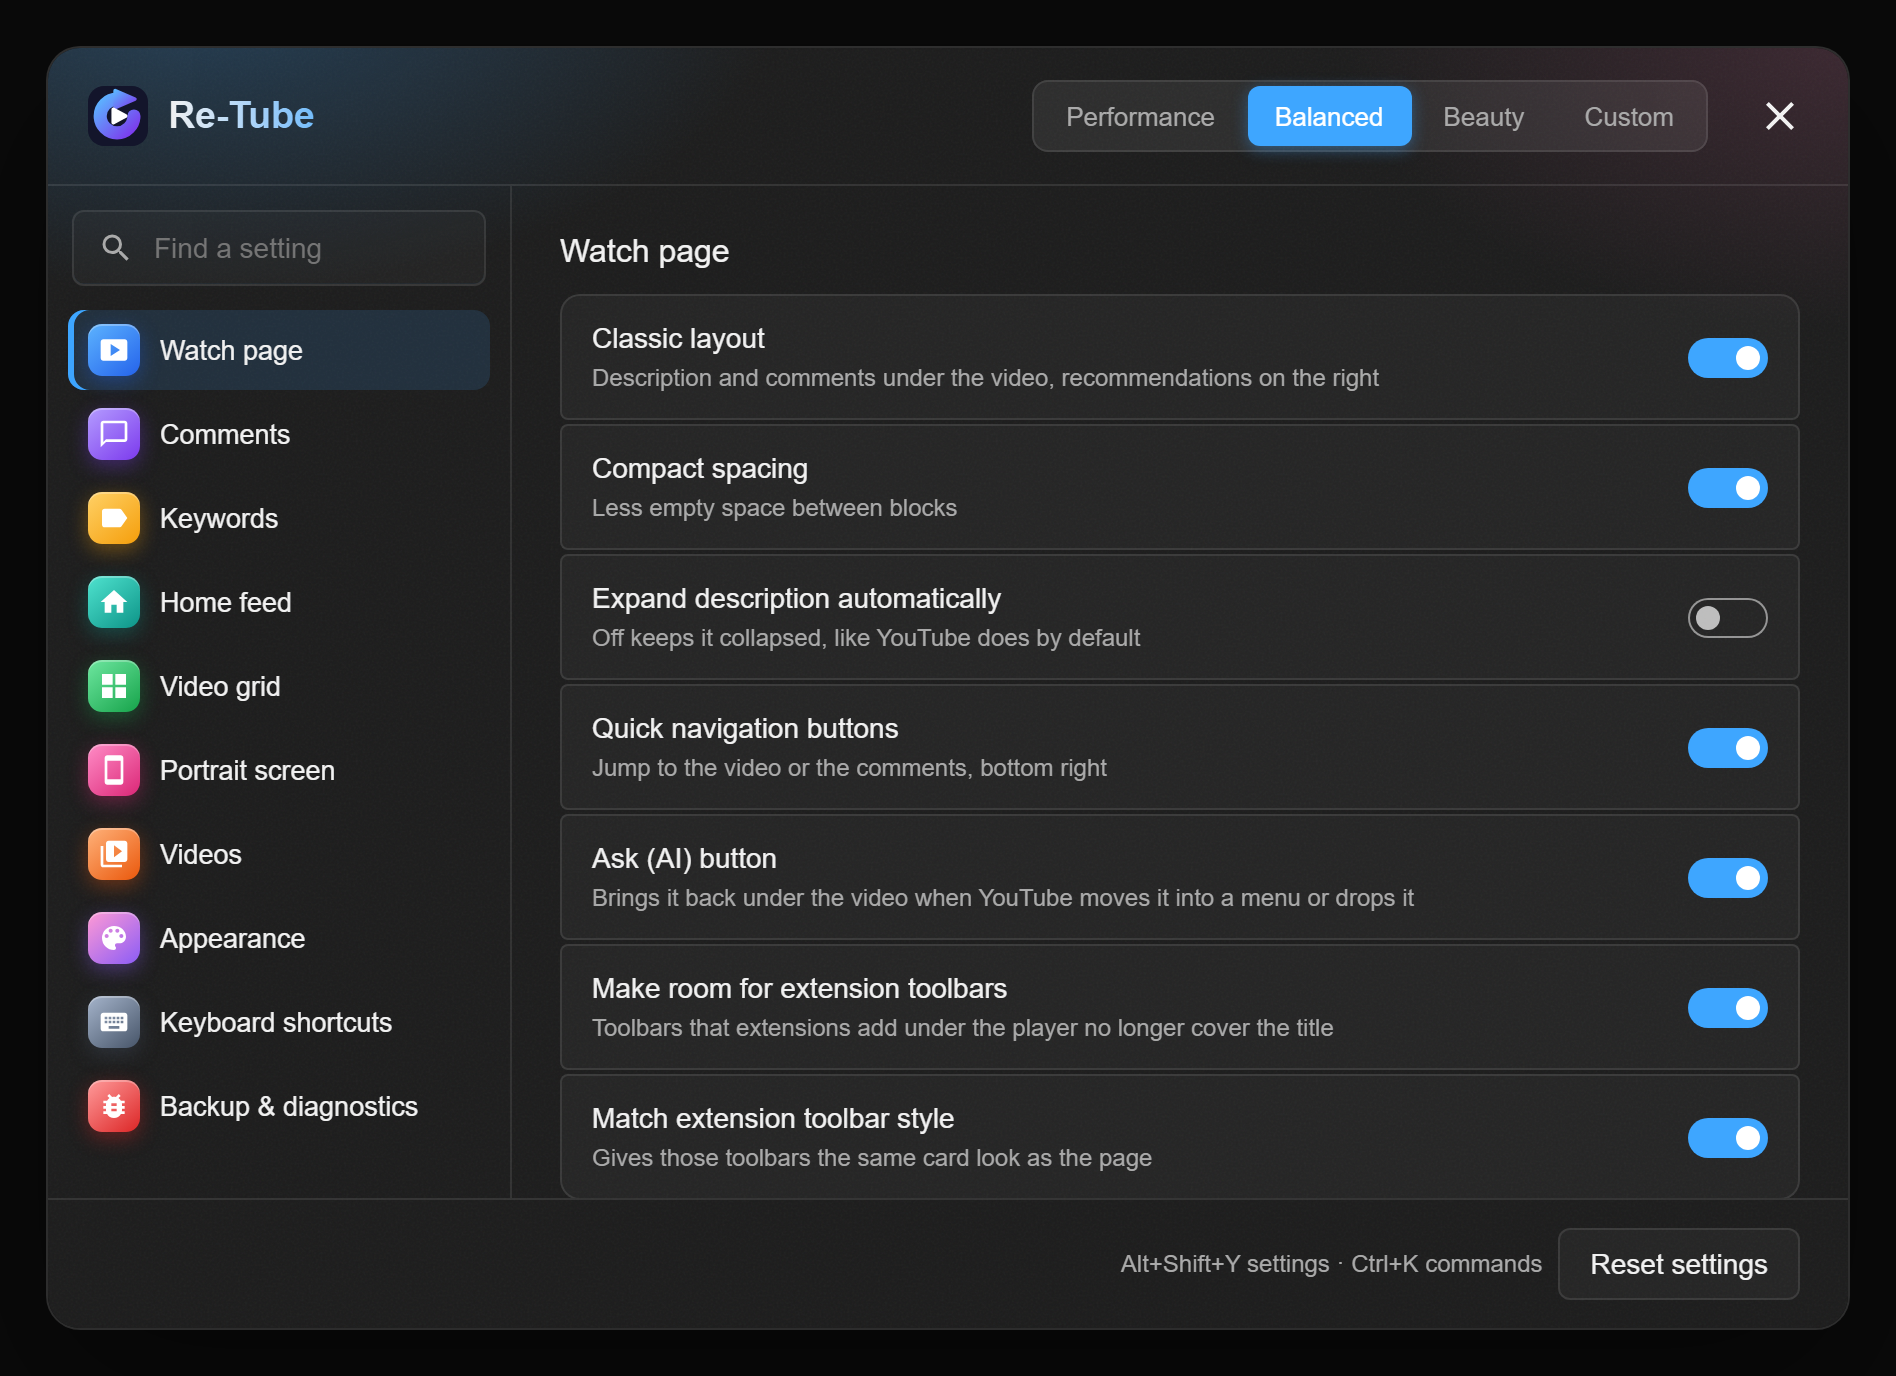 Re-Tube
Performance
Balanced
Beauty
Custom
Find a setting
Watch page
Comments
Keywords
Home feed
Video grid
Portrait screen
Videos
Appearance
Keyboard shortcuts
Backup & diagnostics
Watch page
Classic layout
Description and comments under the video, recommendations on the right
Compact spacing
Less empty space between blocks
Expand description automatically
Off keeps it collapsed, like YouTube does by default
Quick navigation buttons
Jump to the video or the comments, bottom right
Ask (AI) button
Brings it back under the video when YouTube moves it into a menu or drops it
Make room for extension toolbars
Toolbars that extensions add under the player no longer cover the title
Match extension toolbar style
Gives those toolbars the same card look as the page
Alt+Shift+Y settings · Ctrl+K commands
Reset settings